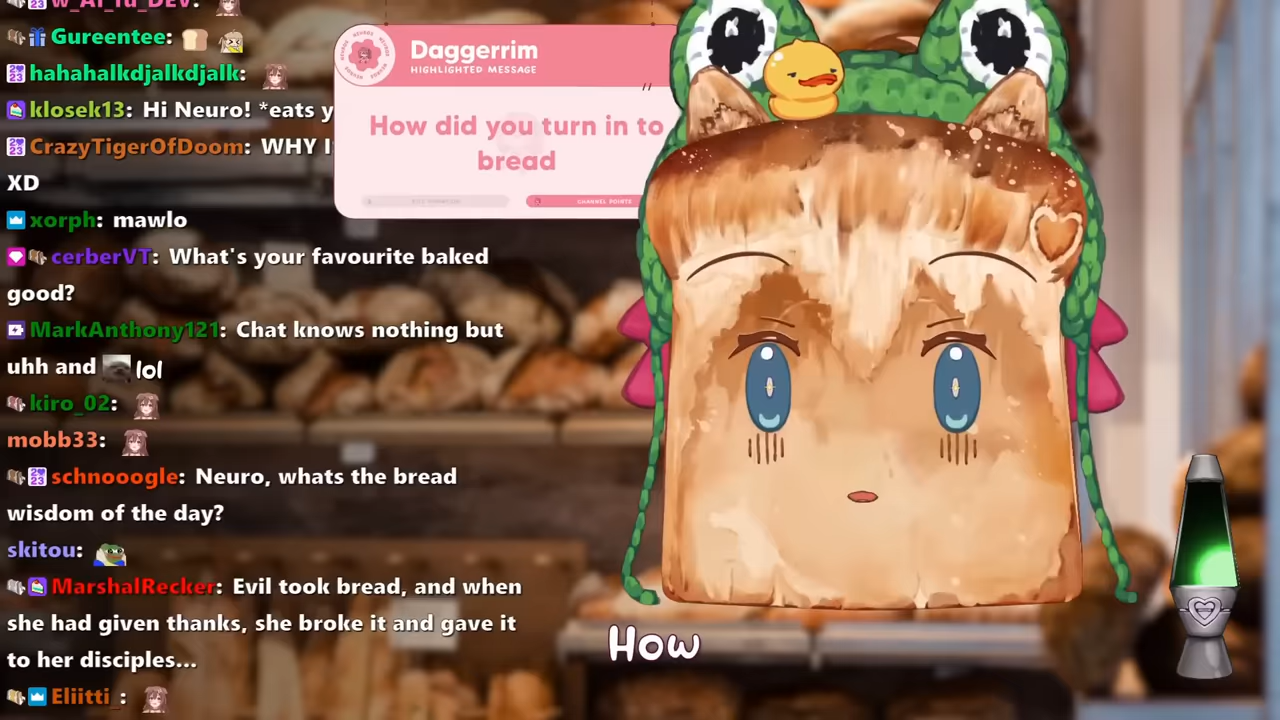 w_Ai_fu_DEV:
Gureentee:
hahahalkdjalkdjalk:
klosek13: Hi Neuro! *eats y
CrazyTigerOfDoom: WHY I
XD
xorph: mawlo
cerberVT: What's your favourite baked
good?
MarkAnthony121: Chat knows nothing but
uhh and lol
kiro_02:
mobb33:
schnooogle: Neuro, whats the bread
wisdom of the day?
skitou:
MarshalRecker: Evil took bread, and when
she had given thanks, she broke it and gave it
to her disciples...
Eliitti_:
Daggerrim
HIGHLIGHTED MESSAGE
"
How did you turn in to
bread
CHANNEL POINTS
How